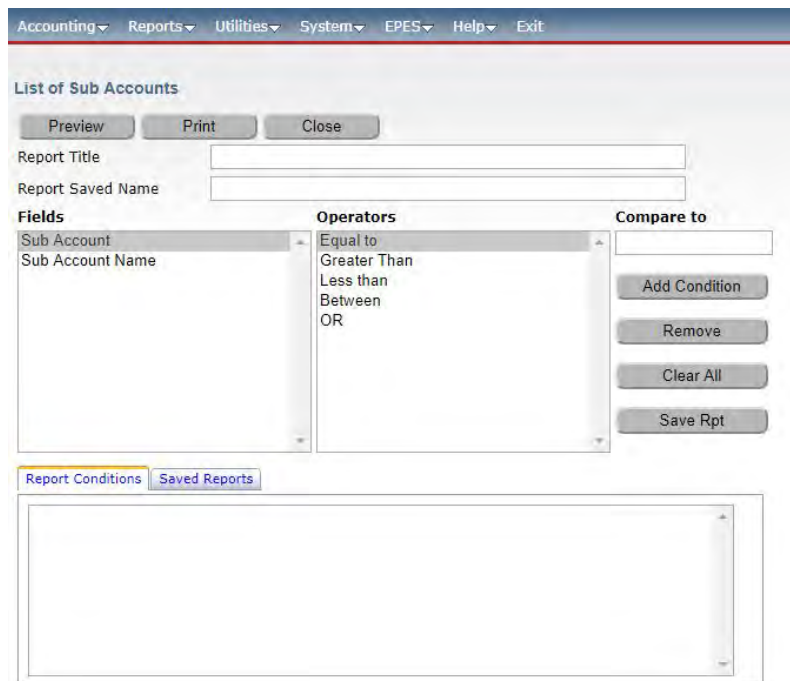 Accounting Reports Utilities System EPES Help Exit
List of Sub Accounts
Preview Print Close
Report Title
Report Saved Name
Fields Operators Compare to
Sub Account Equal to
Sub Account Name Greater Than
Less than
Between
OR
Add Condition
Remove
Clear All
Save Rpt
Report Conditions Saved Reports